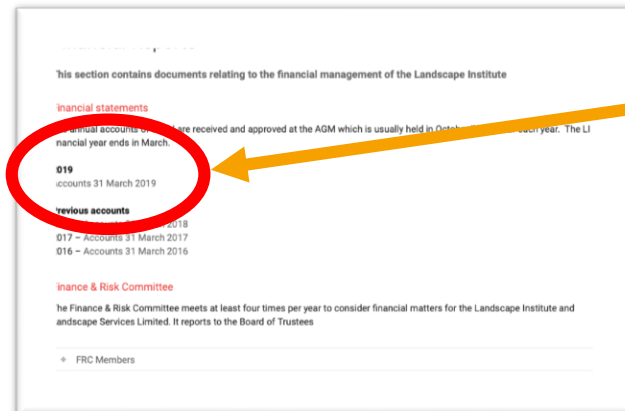 his section contains documents relating to the financial management of the Landscape Institute
inancial statements
annual accounts are received and approved at the AGM which is usually held in year. The LI
nancial year ends in March.
019
ccounts 31 March 2019
revious accounts
2018
017 – Accounts 31 March 2017
016 – Accounts 31 March 2016
inance & Risk Committee
he Finance & Risk Committee meets at least four times per year to consider financial matters for the Landscape Institute and
andscape Services Limited. It reports to the Board of Trustees
+ FRC Members